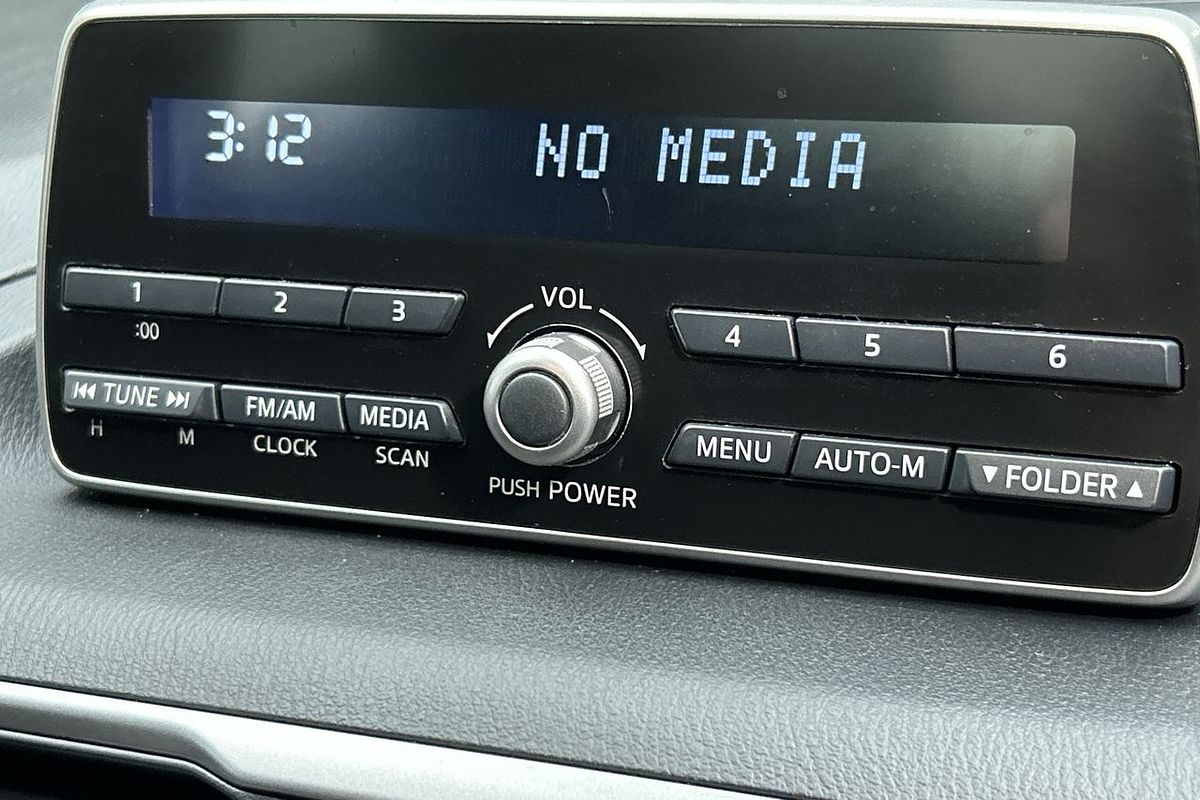 3:12 NO MEDIA
1 2 3 VOL 4 5 6
:00
⏮ TUNE ⏭ FM/AM MEDIA MENU AUTO-M ▼FOLDER▲
H M CLOCK SCAN
PUSH POWER